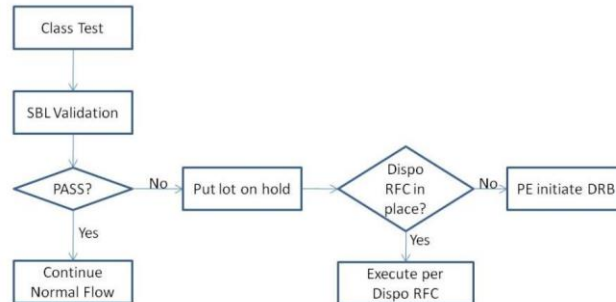 Class Test
SBL Validation
PASS?
No
Put lot on hold
Dispo
RFC in
place?
No
PE initiate DRB
Yes
Continue
Normal Flow
Yes
Execute per
Dispo RFC